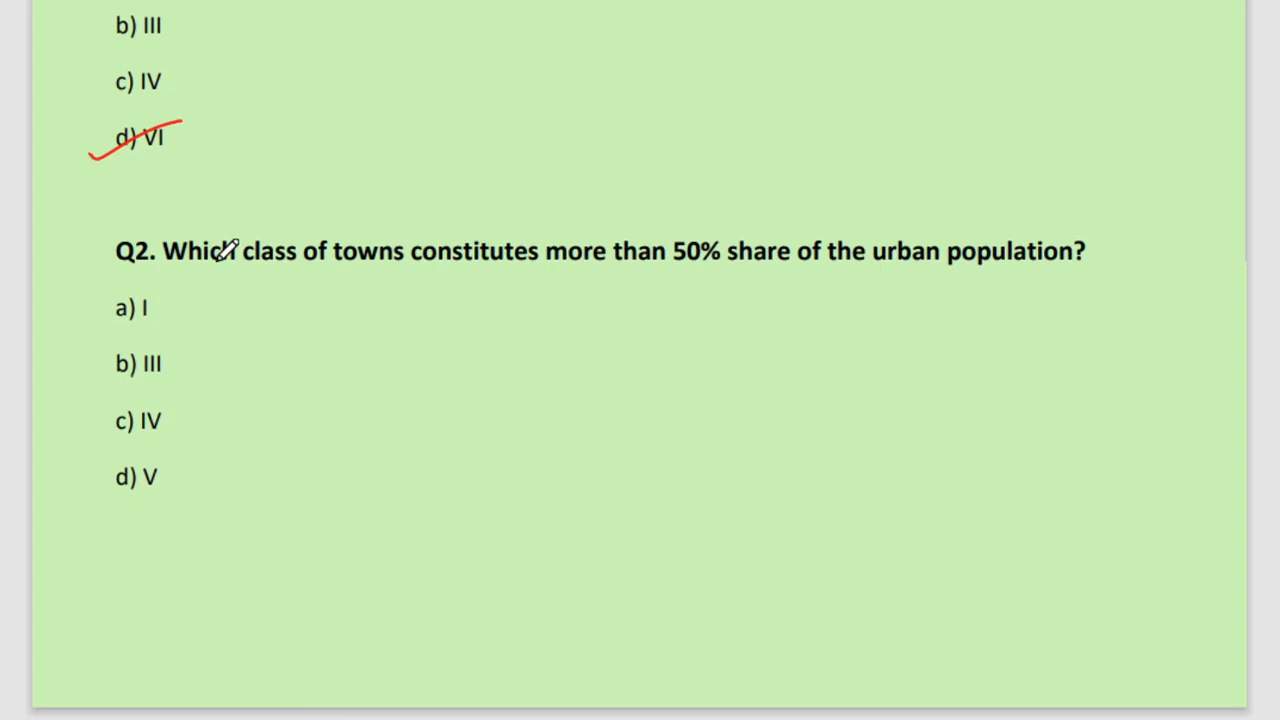 b) III
c) IV
d) VI
Q2. Which class of towns constitutes more than 50% share of the urban population?
a) I
b) III
c) IV
d) V